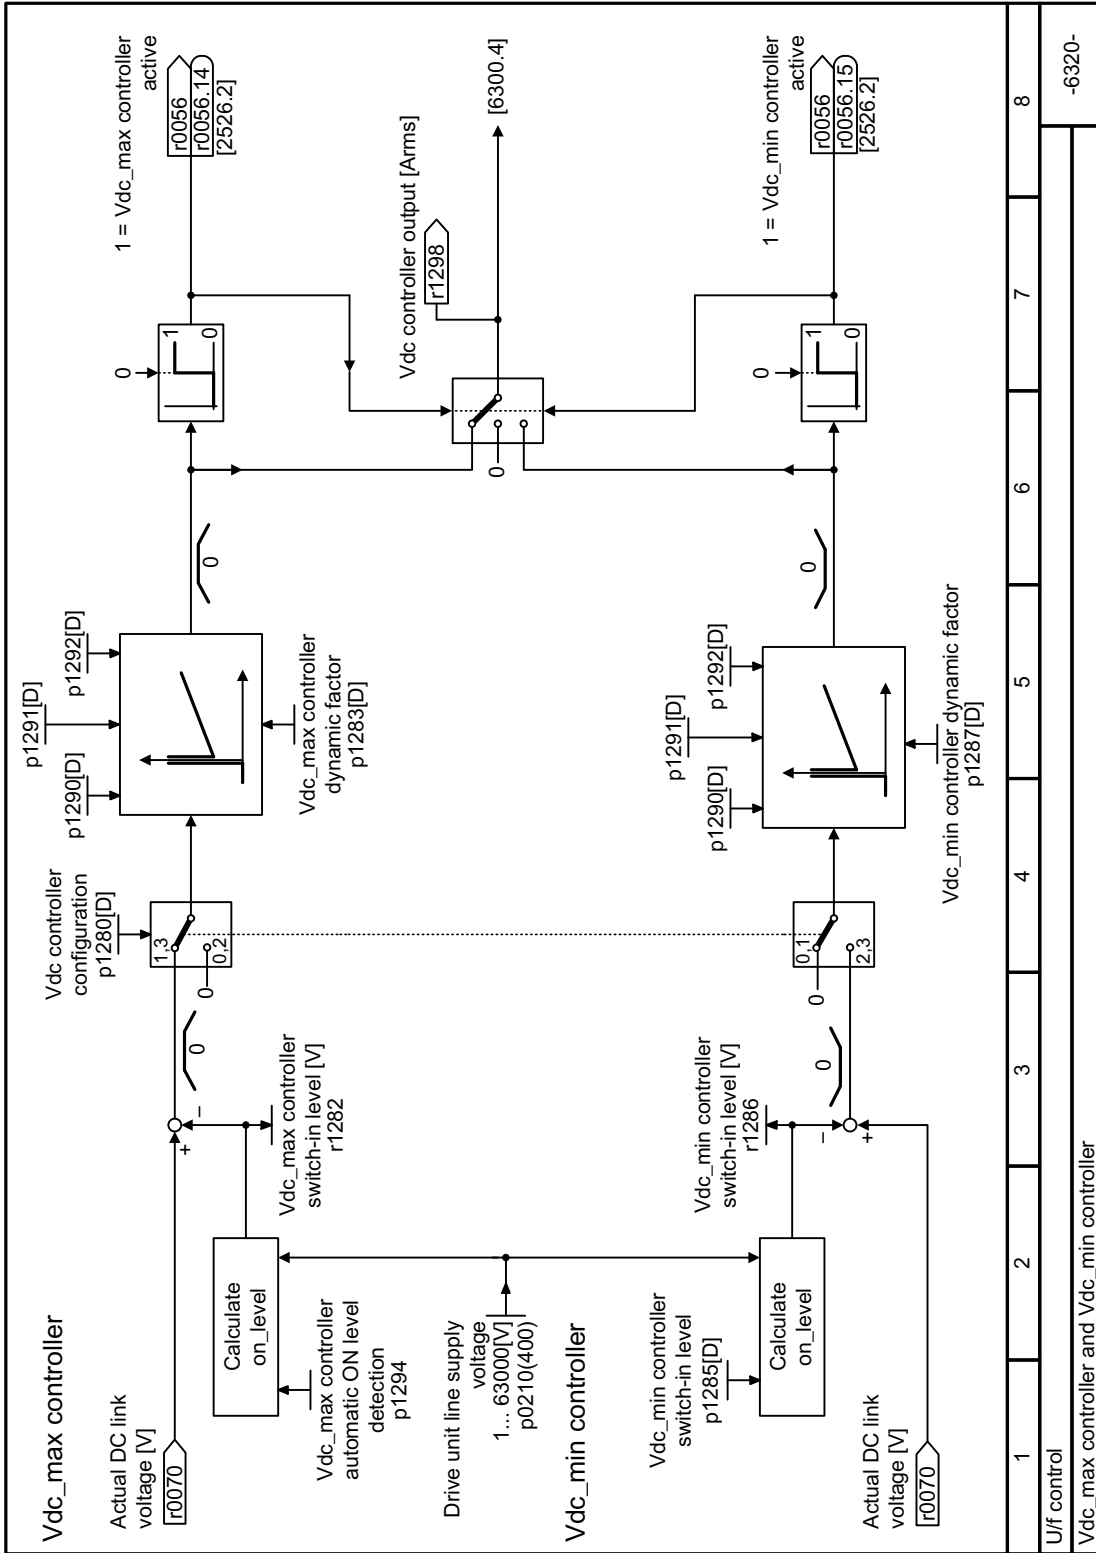 Vdc_max controller
Actual DC link
voltage [V]
r0070
+
–
Calculate
on_level
Vdc_max controller
automatic ON level
detection
p1294
Vdc_max controller
switch-in level [V]
r1282
0
Vdc controller
configuration
p1280[D]
1,3
0,2
0
p1290[D]
p1291[D]
p1292[D]
Vdc_max controller
dynamic factor
p1283[D]
0
0
1
0
1 = Vdc_max controller
active
r0056
r0056.14
[2526.2]
Drive unit line supply
voltage
1... 63000[V]
p0210(400)
0
Vdc controller output [Arms]
r1298
[6300.4]
Vdc_min controller
Vdc_min controller
switch-in level
p1285[D]
Calculate
on_level
Actual DC link
voltage [V]
r0070
Vdc_min controller
switch-in level [V]
r1286
–
+
0
0,1
2,3
0
p1290[D]
p1291[D]
p1292[D]
Vdc_min controller dynamic factor
p1287[D]
0
0
1
0
1 = Vdc_min controller
active
r0056
r0056.15
[2526.2]
1 2 3 4 5 6 7 8
U/f control
Vdc_max controller and Vdc_min controller
-6320-